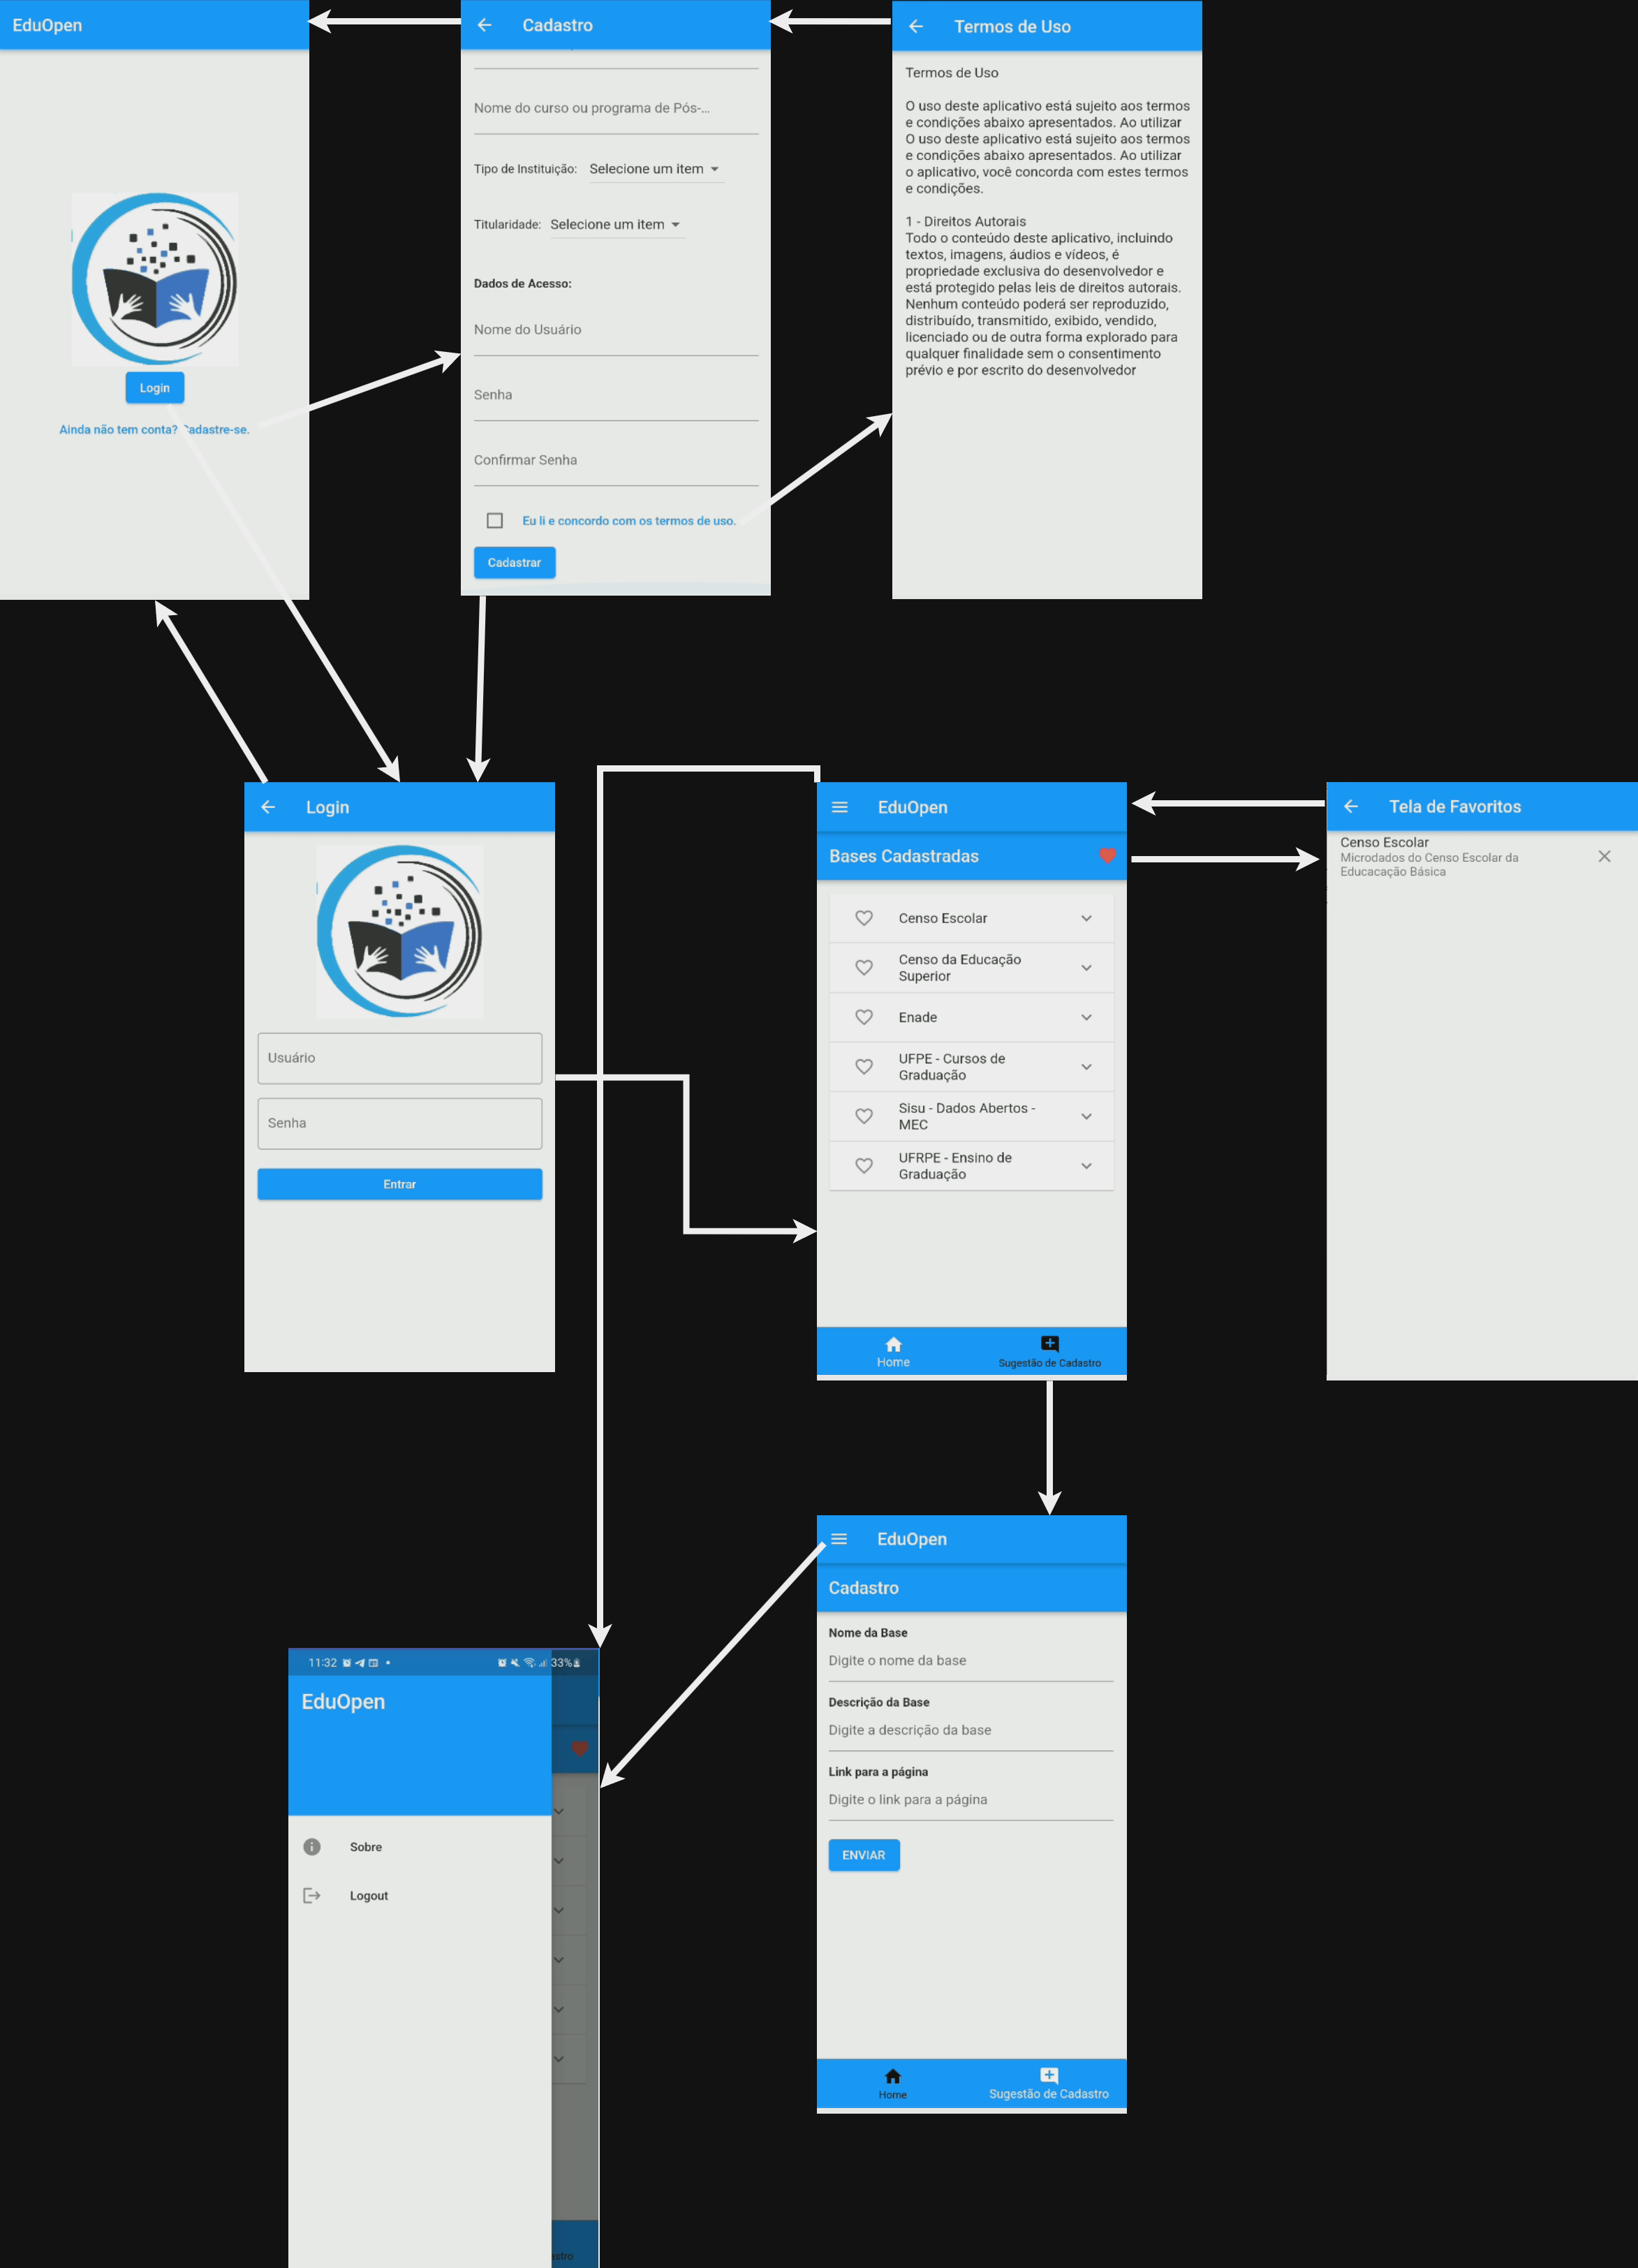 EduOpen
Login
Ainda não tem conta? Cadastre-se.
Cadastro
Nome do curso ou programa de Pós-...
Tipo de Instituição: Selecione um item
Titularidade: Selecione um item
Dados de Acesso:
Nome do Usuário
Senha
Confirmar Senha
Eu li e concordo com os termos de uso.
Cadastrar
Termos de Uso
Termos de Uso
O uso deste aplicativo está sujeito aos termos
e condições abaixo apresentados. Ao utilizar
O uso deste aplicativo está sujeito aos termos
e condições abaixo apresentados. Ao utilizar
o aplicativo, você concorda com estes termos
e condições.
1 - Direitos Autorais
Todo o conteúdo deste aplicativo, incluindo
textos, imagens, áudios e vídeos, é
propriedade exclusiva do desenvolvedor e
está protegido pelas leis de direitos autorais.
Nenhum conteúdo poderá ser reproduzido,
distribuído, transmitido, exibido, vendido,
licenciado ou de outra forma explorado para
qualquer finalidade sem o consentimento
prévio e por escrito do desenvolvedor
Login
Usuário
Senha
Entrar
EduOpen
Bases Cadastradas
Censo Escolar
Censo da Educação
Superior
Enade
UFPE - Cursos de
Graduação
Sisu - Dados Abertos -
MEC
UFRPE - Ensino de
Graduação
Home
Sugestão de Cadastro
Tela de Favoritos
Censo Escolar
Microdados do Censo Escolar da
Educacação Básica
EduOpen
Cadastro
Nome da Base
Digite o nome da base
Descrição da Base
Digite a descrição da base
Link para a página
Digite o link para a página
ENVIAR
Home
Sugestão de Cadastro
11:32
33%
EduOpen
Sobre
Logout